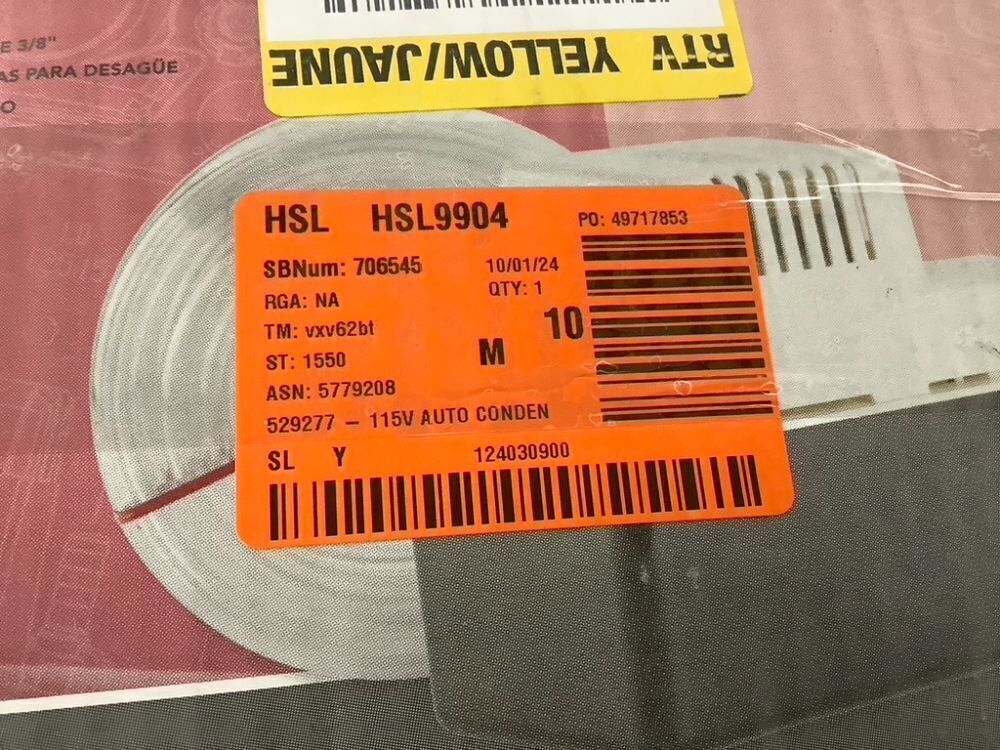 E 3/8"
AS PARA DESAGÜE
O
RTV YELLOW/JAUNE
HSL HSL9904 PO: 49717853
SBNum: 706545 10/01/24
RGA: NA QTY: 1
TM: vxv62bt 10
ST: 1550 M
ASN: 5779208
529277 – 115V AUTO CONDEN
SL Y 124030900